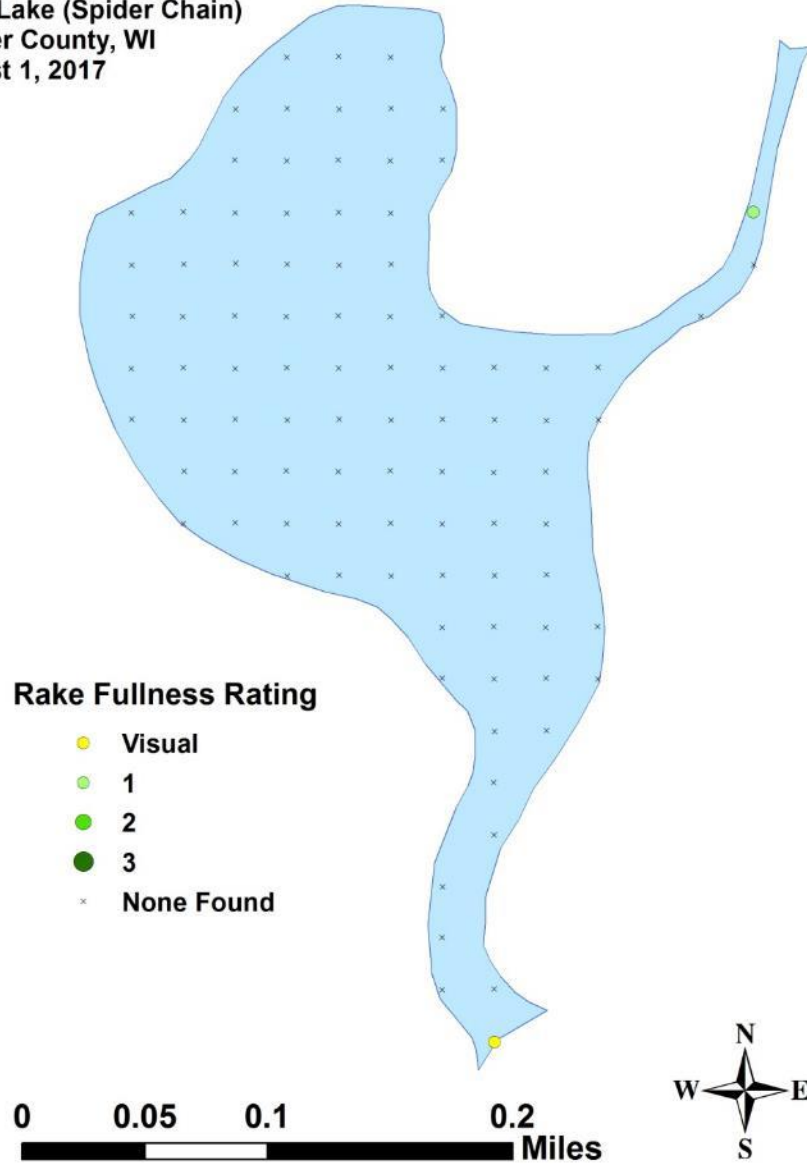 Lake (Spider Chain)
County, WI
1, 2017
Rake Fullness Rating
Visual
1
2
3
None Found
N
W E
S
0 0.05 0.1 0.2
Miles